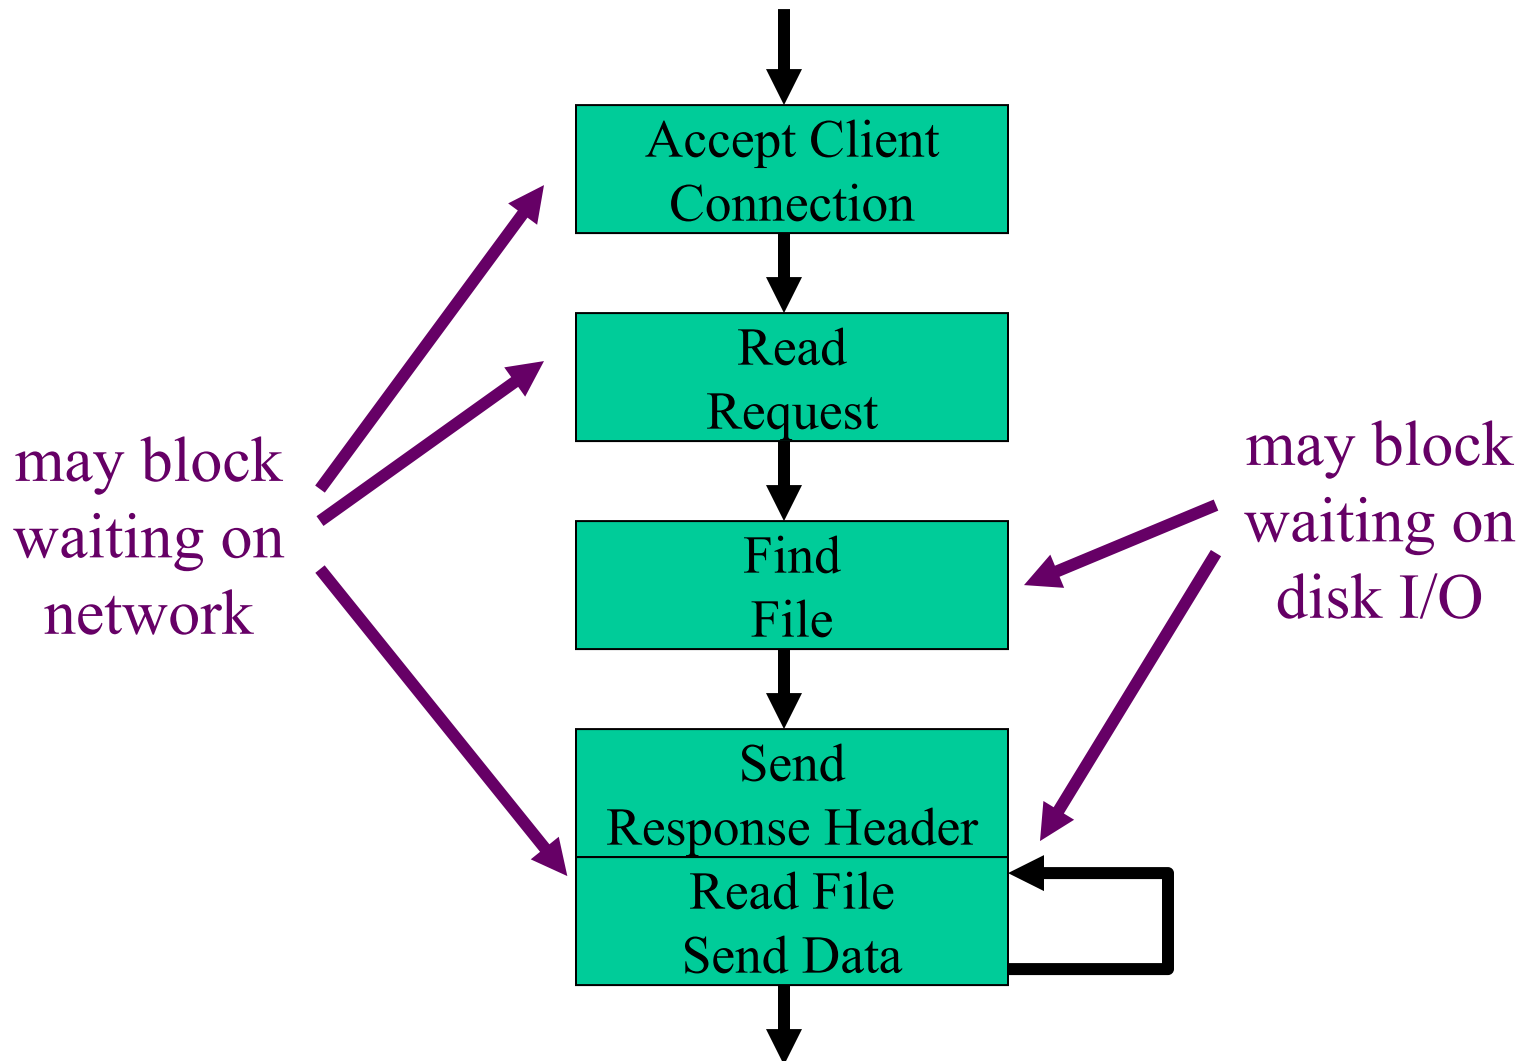 Accept Client
Connection
Read
Request
may block
waiting on
network
may block
waiting on
disk I/O
Find
File
Send
Response Header
Read File
Send Data